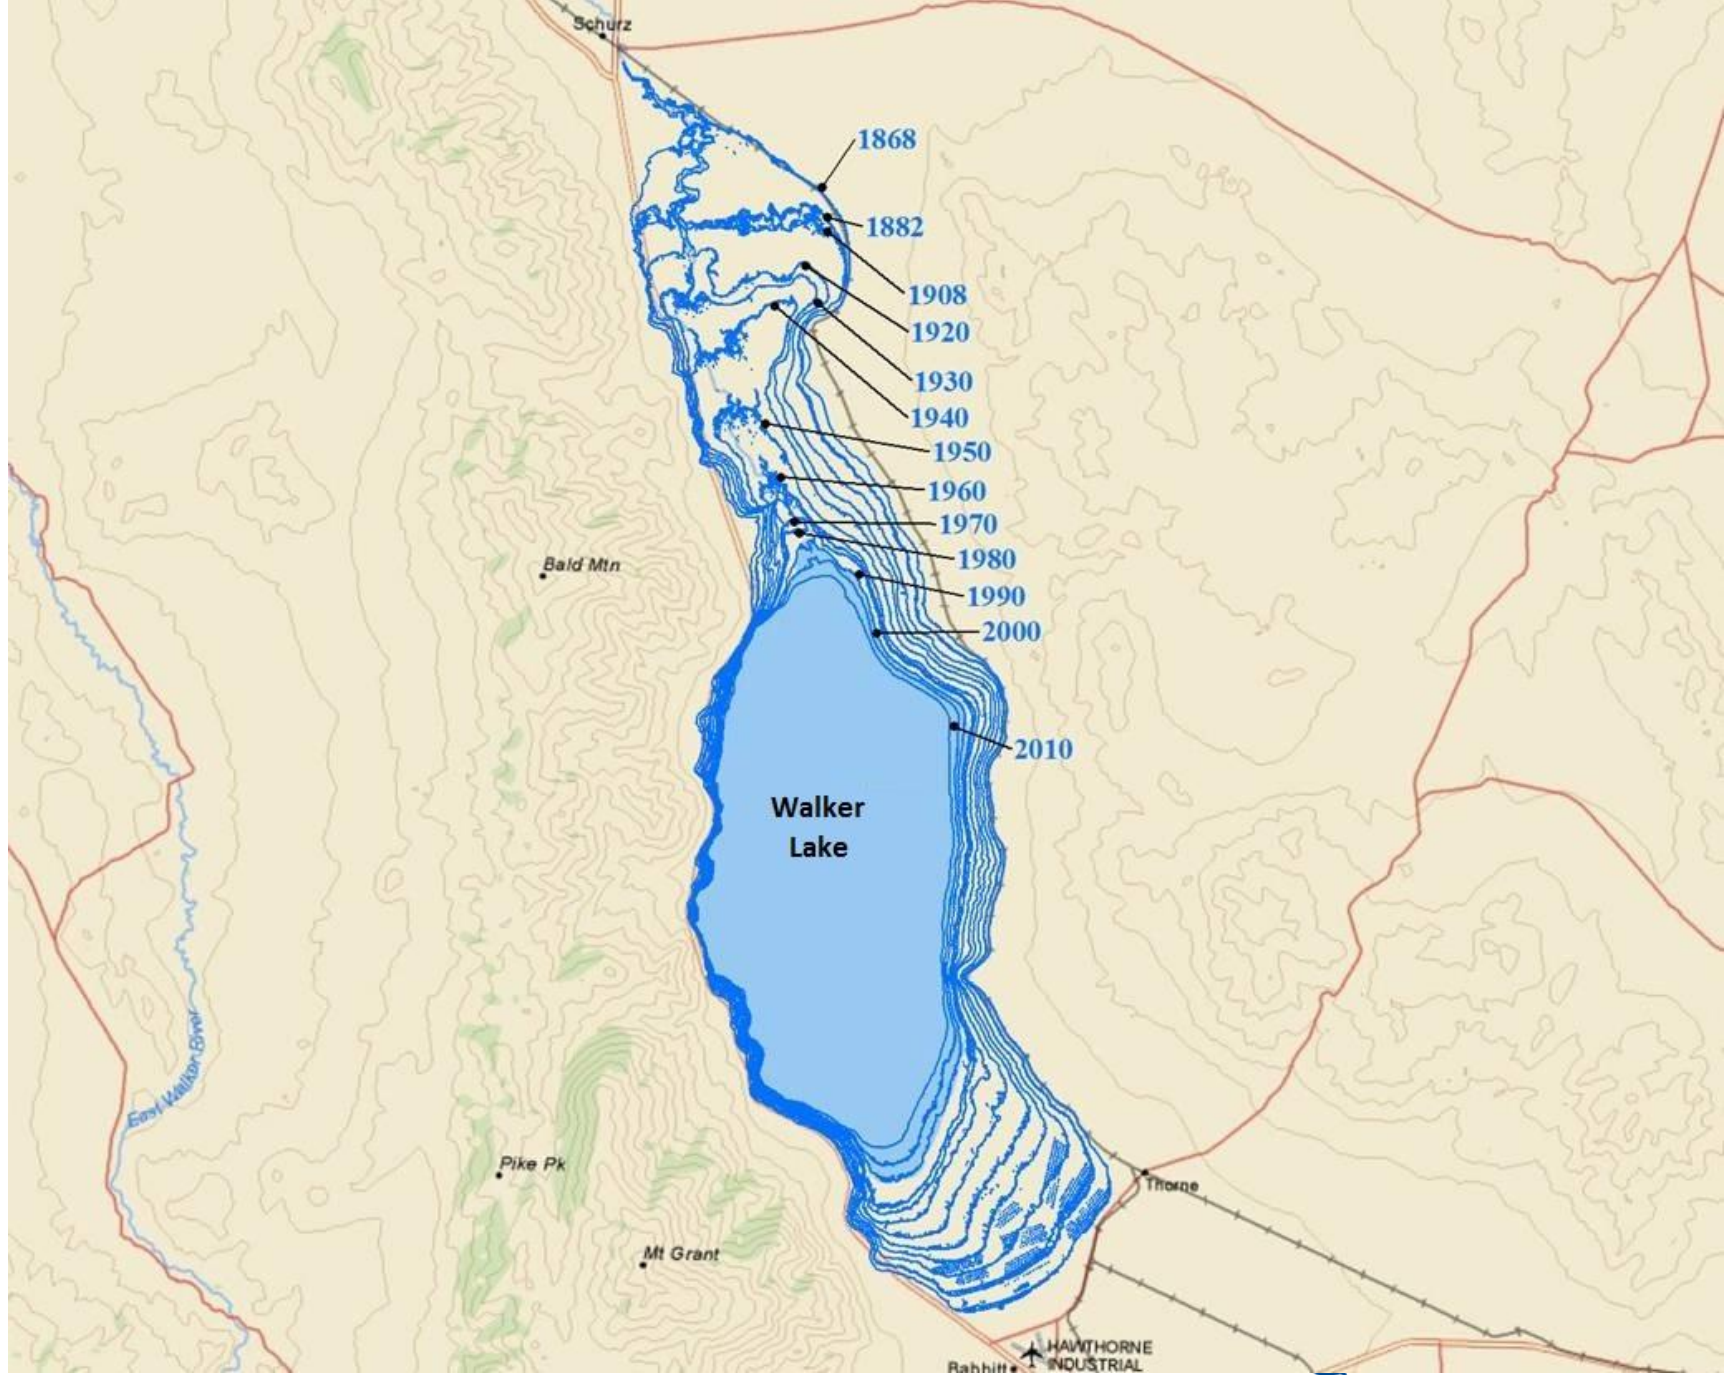 Schurz
1868
1882
1908
1920
1930
1940
1950
1960
1970
1980
1990
2000
2010
Bald Mtn
Walker
Lake
East Walker River
Pike Pk
Thorne
Mt Grant
HAWTHORNE
INDUSTRIAL
Babbitt